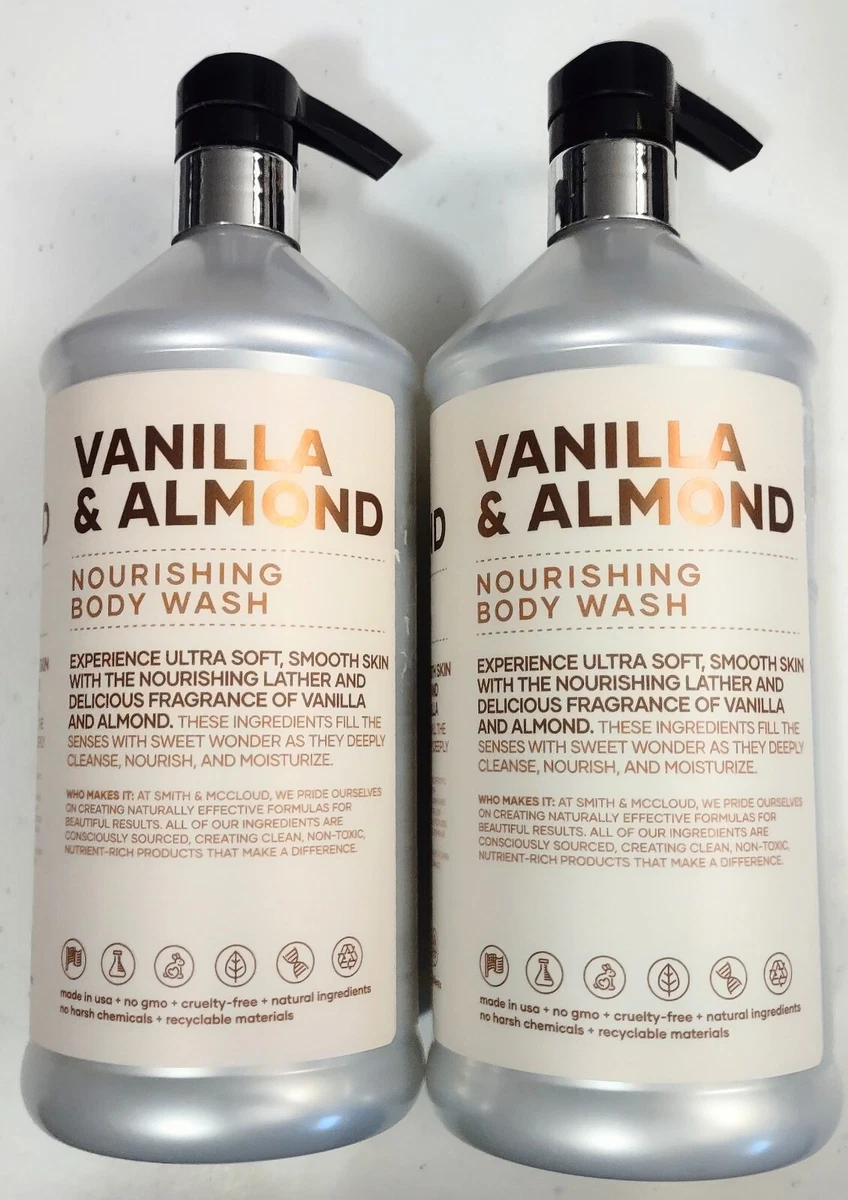 VANILLA
& ALMOND
NOURISHING
BODY WASH
EXPERIENCE ULTRA SOFT, SMOOTH SKIN
WITH THE NOURISHING LATHER AND
DELICIOUS FRAGRANCE OF VANILLA
AND ALMOND. THESE INGREDIENTS FILL THE
SENSES WITH SWEET WONDER AS THEY DEEPLY
CLEANSE, NOURISH, AND MOISTURIZE.
WHO MAKES IT: AT SMITH & MCCLOUD, WE PRIDE OURSELVES
ON CREATING NATURALLY EFFECTIVE FORMULAS FOR
BEAUTIFUL RESULTS. ALL OF OUR INGREDIENTS ARE
CONSCIOUSLY SOURCED, CREATING CLEAN, NON-TOXIC,
NUTRIENT-RICH PRODUCTS THAT MAKE A DIFFERENCE.
made in usa + no gmo + cruelty-free + natural ingredients
no harsh chemicals + recyclable materials
VANILLA
& ALMOND
NOURISHING
BODY WASH
EXPERIENCE ULTRA SOFT, SMOOTH SKIN
WITH THE NOURISHING LATHER AND
DELICIOUS FRAGRANCE OF VANILLA
AND ALMOND. THESE INGREDIENTS FILL THE
SENSES WITH SWEET WONDER AS THEY DEEPLY
CLEANSE, NOURISH, AND MOISTURIZE.
WHO MAKES IT: AT SMITH & MCCLOUD, WE PRIDE OURSELVES
ON CREATING NATURALLY EFFECTIVE FORMULAS FOR
BEAUTIFUL RESULTS. ALL OF OUR INGREDIENTS ARE
CONSCIOUSLY SOURCED, CREATING CLEAN, NON-TOXIC,
NUTRIENT-RICH PRODUCTS THAT MAKE A DIFFERENCE.
made in usa + no gmo + cruelty-free + natural ingredients
no harsh chemicals + recyclable materials